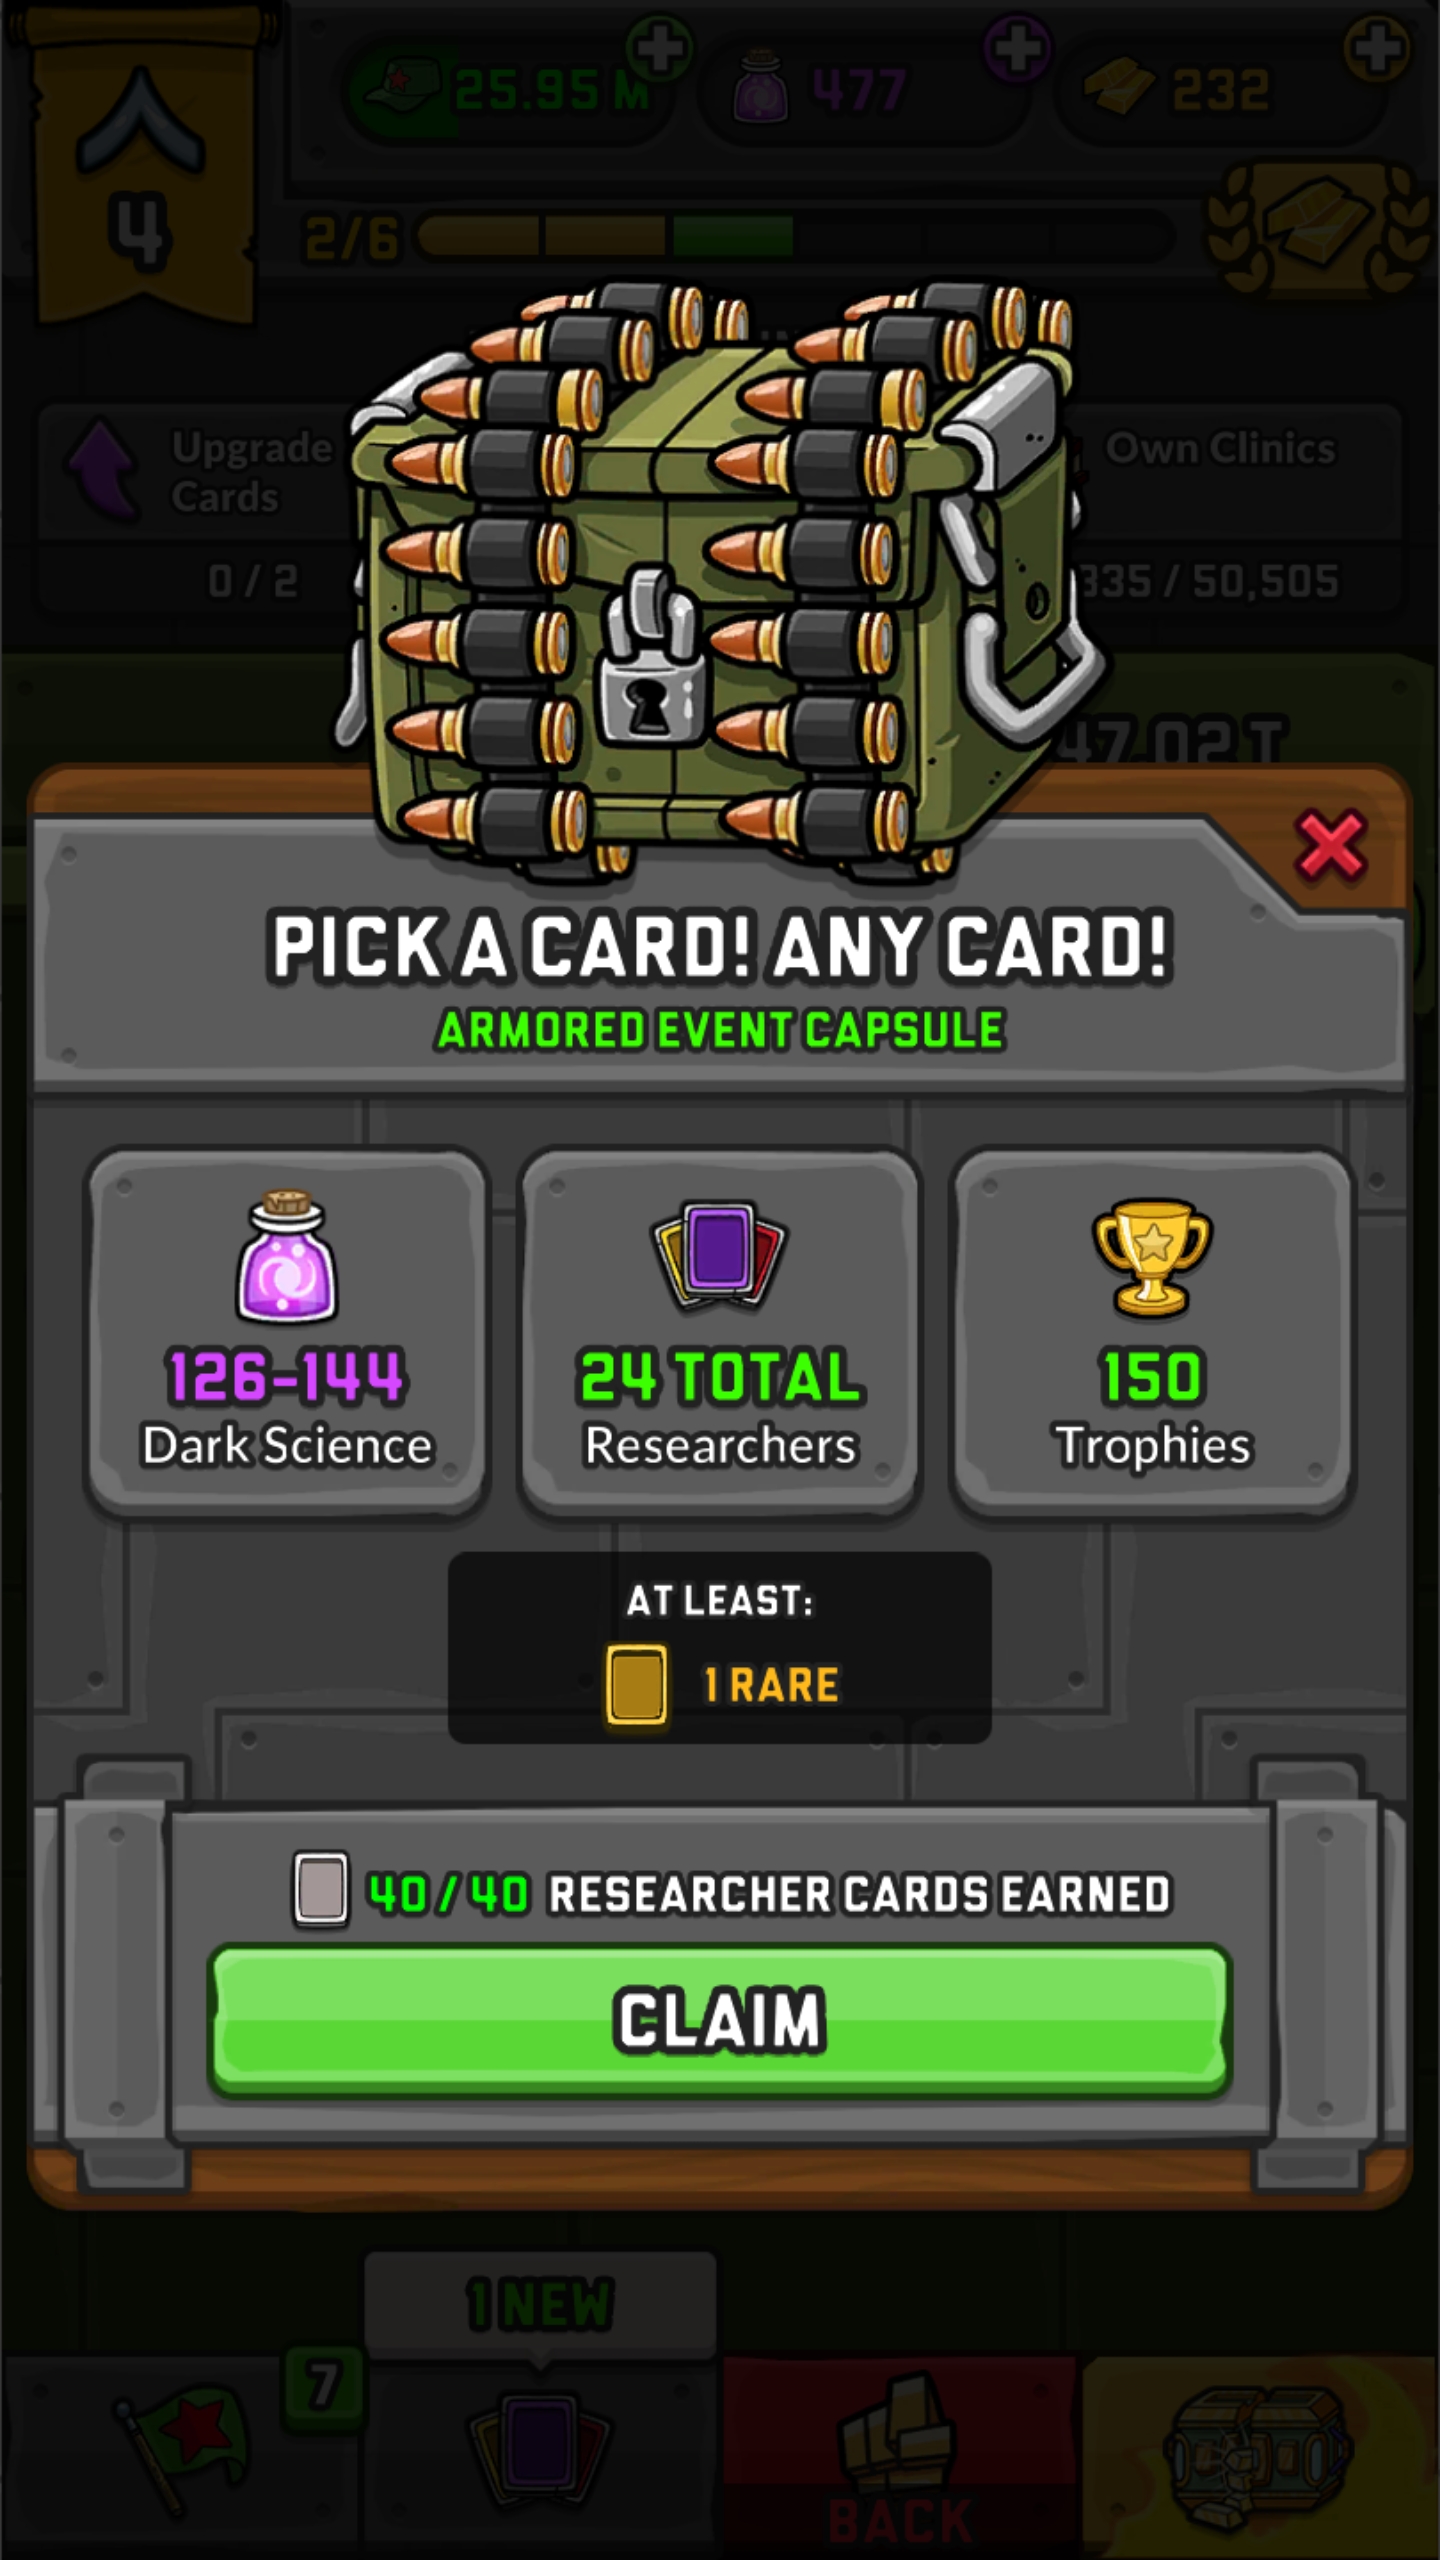 25.95 M
477
232
4
2/6
Upgrade
Cards
0 / 2
Own Clinics
335 / 50,505
47.02 T
PICK A CARD! ANY CARD!
ARMORED EVENT CAPSULE
126-144
Dark Science
24 TOTAL
Researchers
150
Trophies
AT LEAST:
1 RARE
40/40 RESEARCHER CARDS EARNED
CLAIM
1 NEW
7
BACK